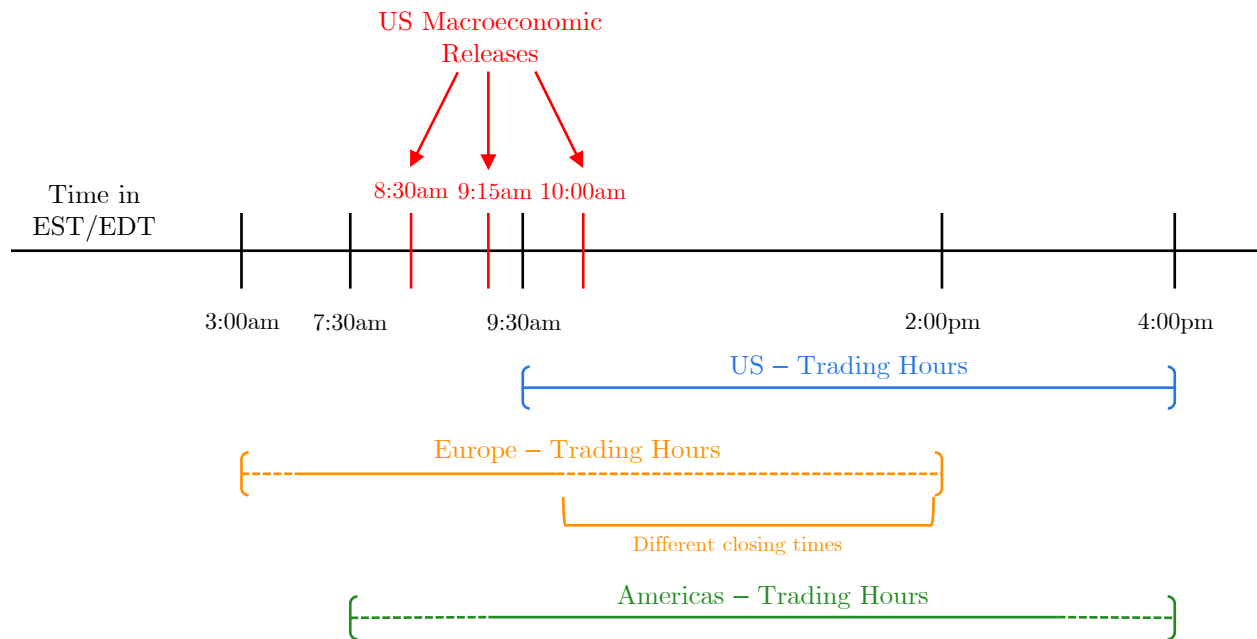 US Macroeconomic
Releases
8:30am 9:15am 10:00am
Time in
EST/EDT
3:00am 7:30am 9:30am 2:00pm 4:00pm
US – Trading Hours
Europe – Trading Hours
Different closing times
Americas – Trading Hours